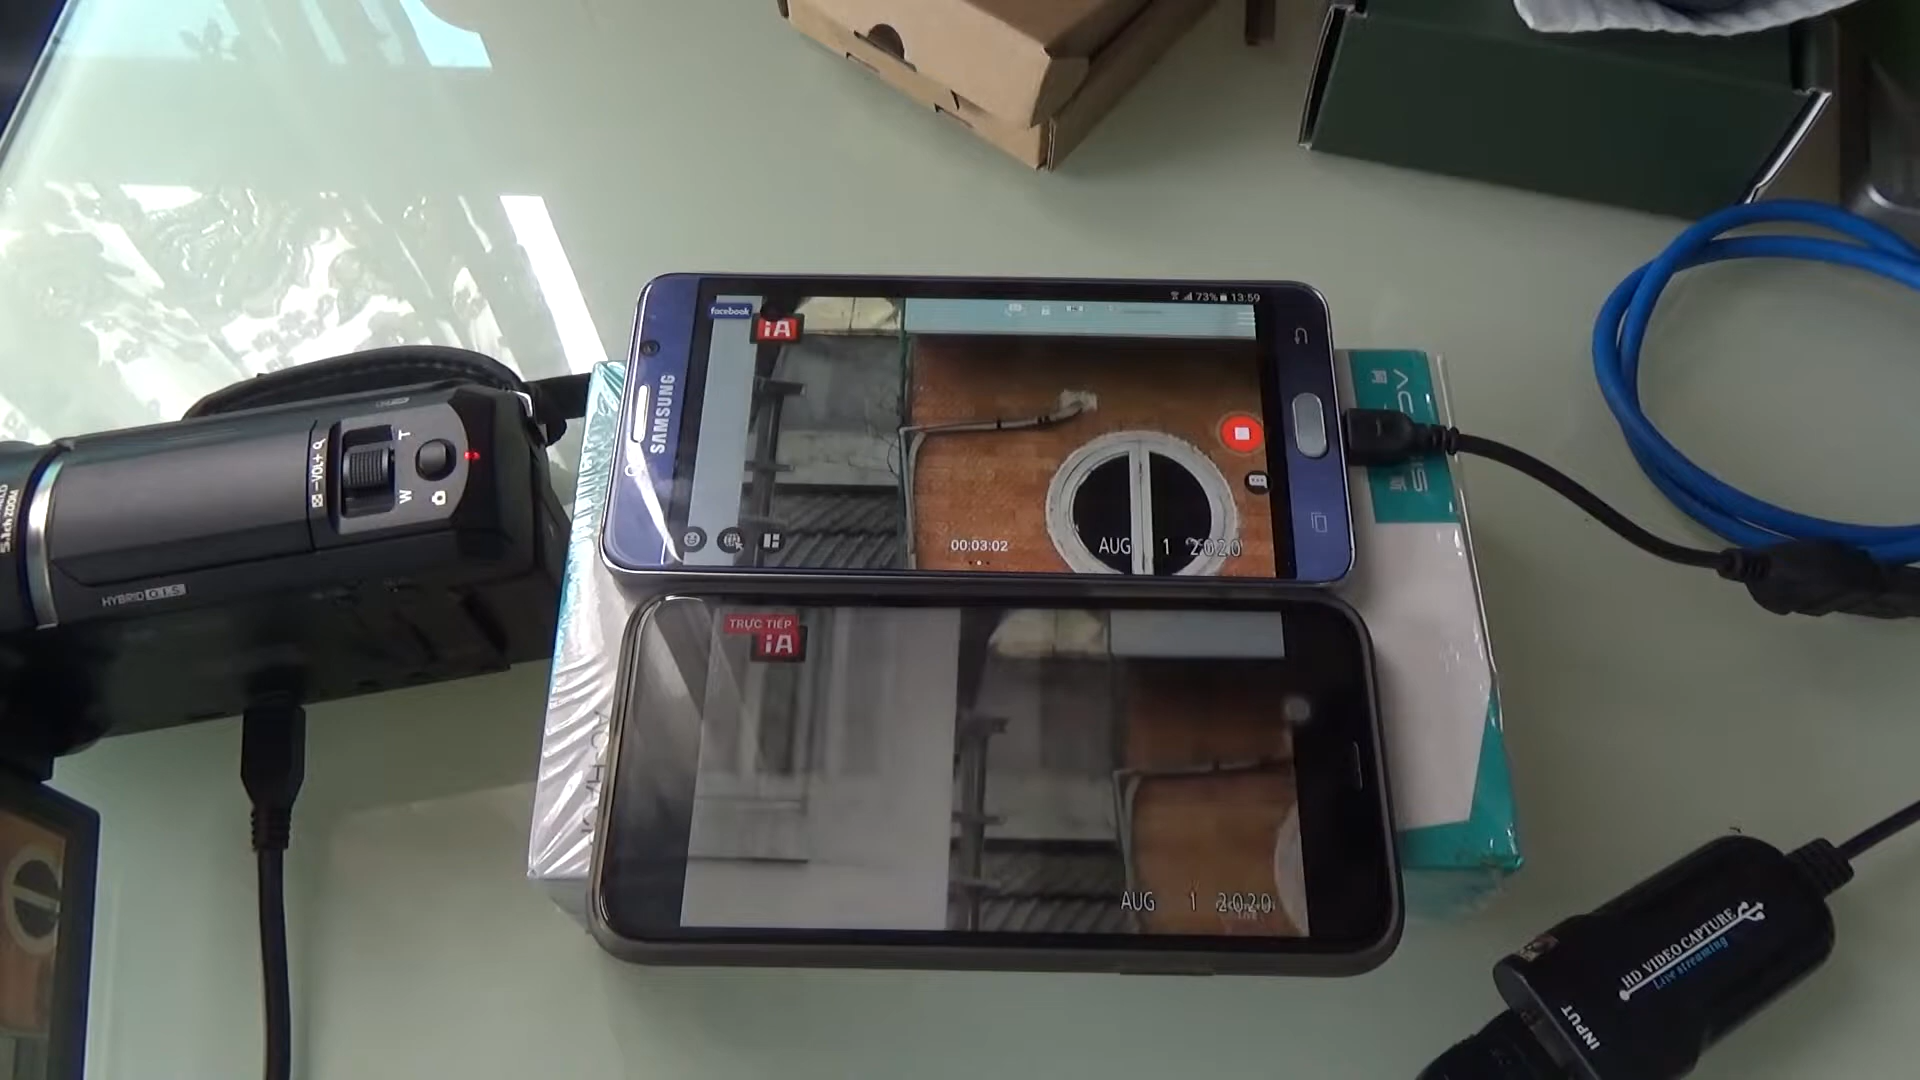 facebook
iA
73% 13.59
SAMSUNG
00:03:02
AUG 1 2020
TRỰC TIẾP
iA
AUG 1 2020
-VOL+
T
W
HYBRID O.I.S.
HD VIDEO CAPTURE
Live streaming
INPUT